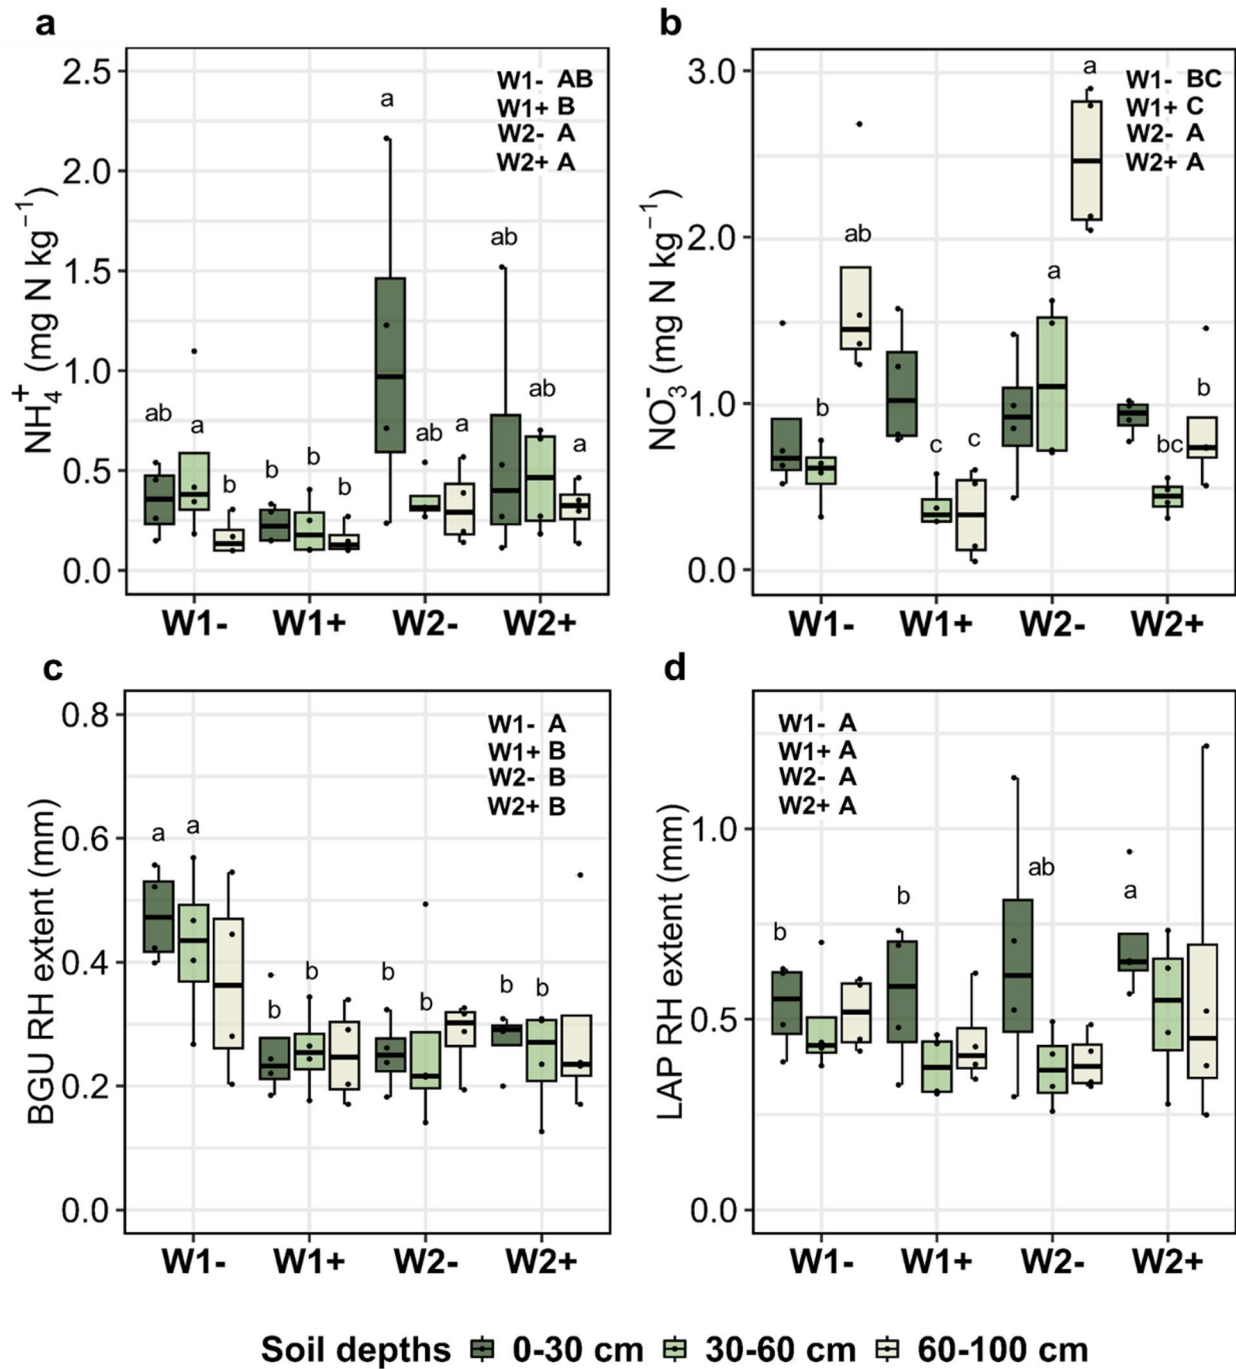 a
2.5
2.0
1.5
1.0
0.5
0.0
NH₄⁺ (mg N kg⁻¹)
W1- AB
W1+ B
W2- A
W2+ A
a
ab
a
b
b
b
b
ab
a
ab
ab
a
W1- W1+ W2- W2+
b
3.0
2.0
1.0
0.0
NO₃⁻ (mg N kg⁻¹)
W1- BC
W1+ C
W2- A
W2+ A
a
ab
b
c
c
a
bc
b
W1- W1+ W2- W2+
c
0.8
0.6
0.4
0.2
0.0
BGU RH extent (mm)
W1- A
W1+ B
W2- B
W2+ B
a
a
b
b
b
b
b
b
W1- W1+ W2- W2+
d
1.0
0.5
0.0
LAP RH extent (mm)
W1- A
W1+ A
W2- A
W2+ A
b
b
ab
a
W1- W1+ W2- W2+
Soil depths 0-30 cm 30-60 cm 60-100 cm